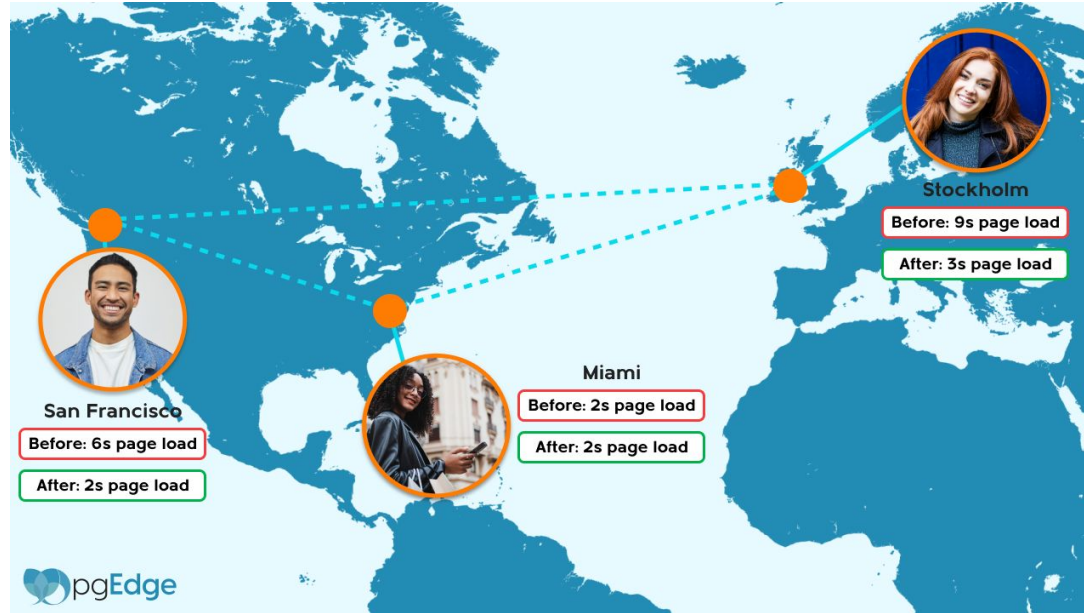 Stockholm
Before: 9s page load
After: 3s page load
Miami
Before: 2s page load
After: 2s page load
San Francisco
Before: 6s page load
After: 2s page load
pgEdge